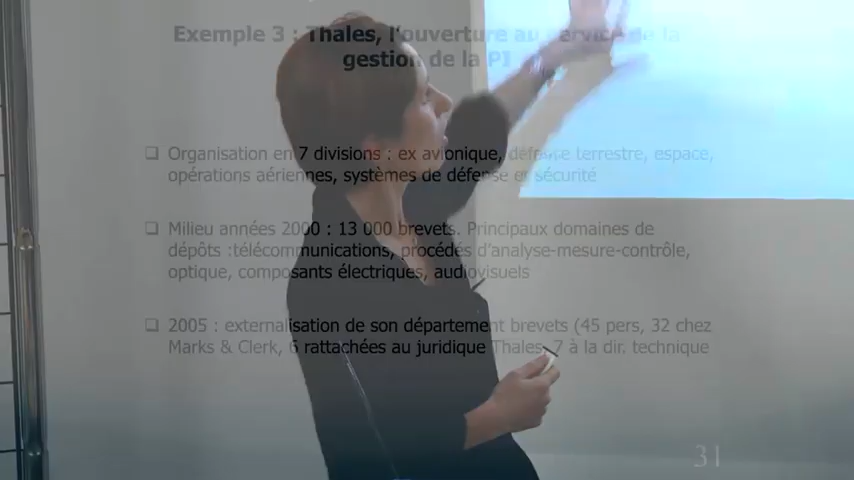 Exemple 3 : Thales, l'ouverture au service de la
gestion de la PI
❑ Organisation en 7 divisions : ex avionique, défense terrestre, espace,
opérations aériennes, systèmes de défense et sécurité
❑ Milieu années 2000 : 13 000 brevets. Principaux domaines de
dépôts :télécommunications, procédés d'analyse-mesure-contrôle,
optique, composants électriques, audiovisuels
❑ 2005 : externalisation de son département brevets (45 pers, 32 chez
Marks & Clerk, 6 rattachées au juridique Thales, 7 à la dir. technique
31